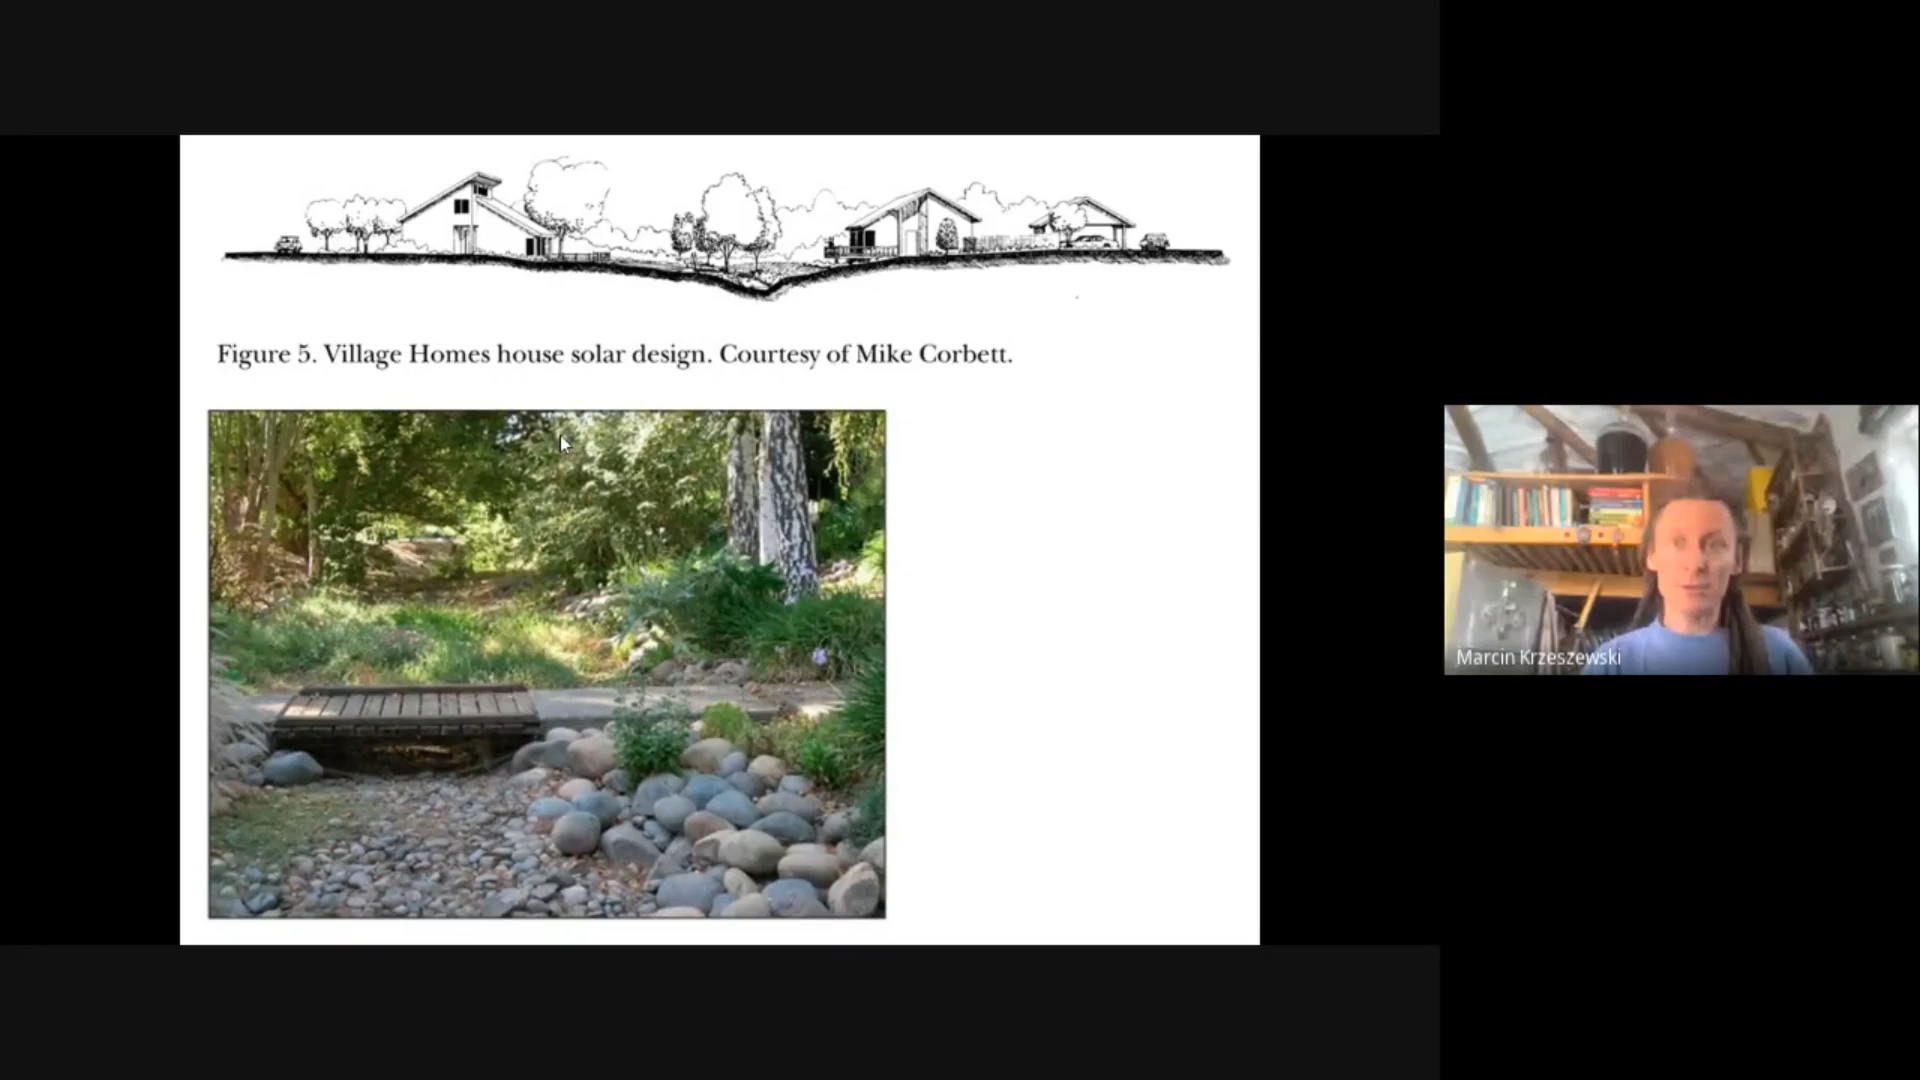 Figure 5. Village Homes house solar design. Courtesy of Mike Corbett.
Marcin Krzeszewski